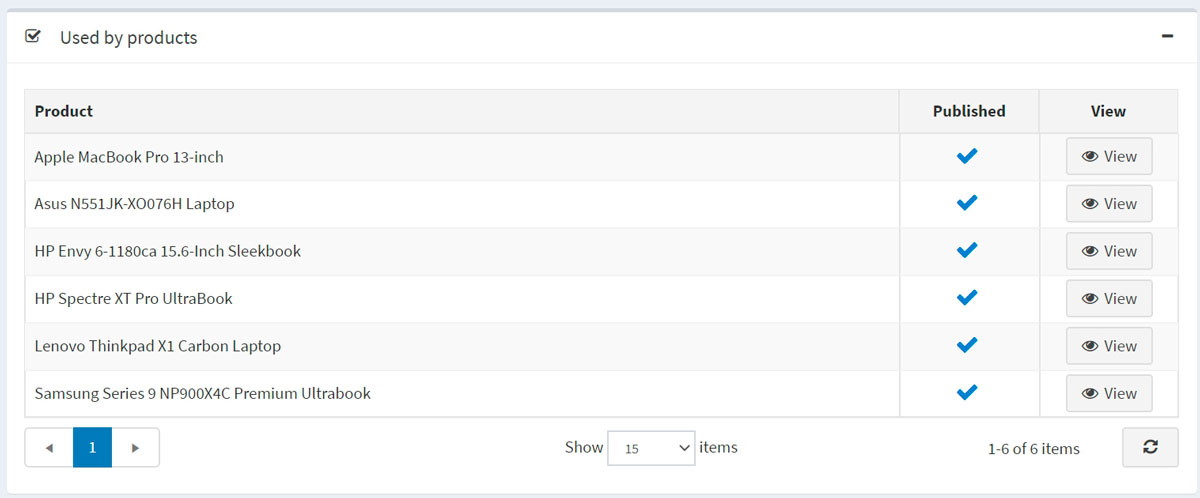 Used by products
Product Published View
Apple MacBook Pro 13-inch View
Asus N551JK-XO076H Laptop View
HP Envy 6-1180ca 15.6-Inch Sleekbook View
HP Spectre XT Pro UltraBook View
Lenovo Thinkpad X1 Carbon Laptop View
Samsung Series 9 NP900X4C Premium Ultrabook View
1 Show 15 items 1-6 of 6 items